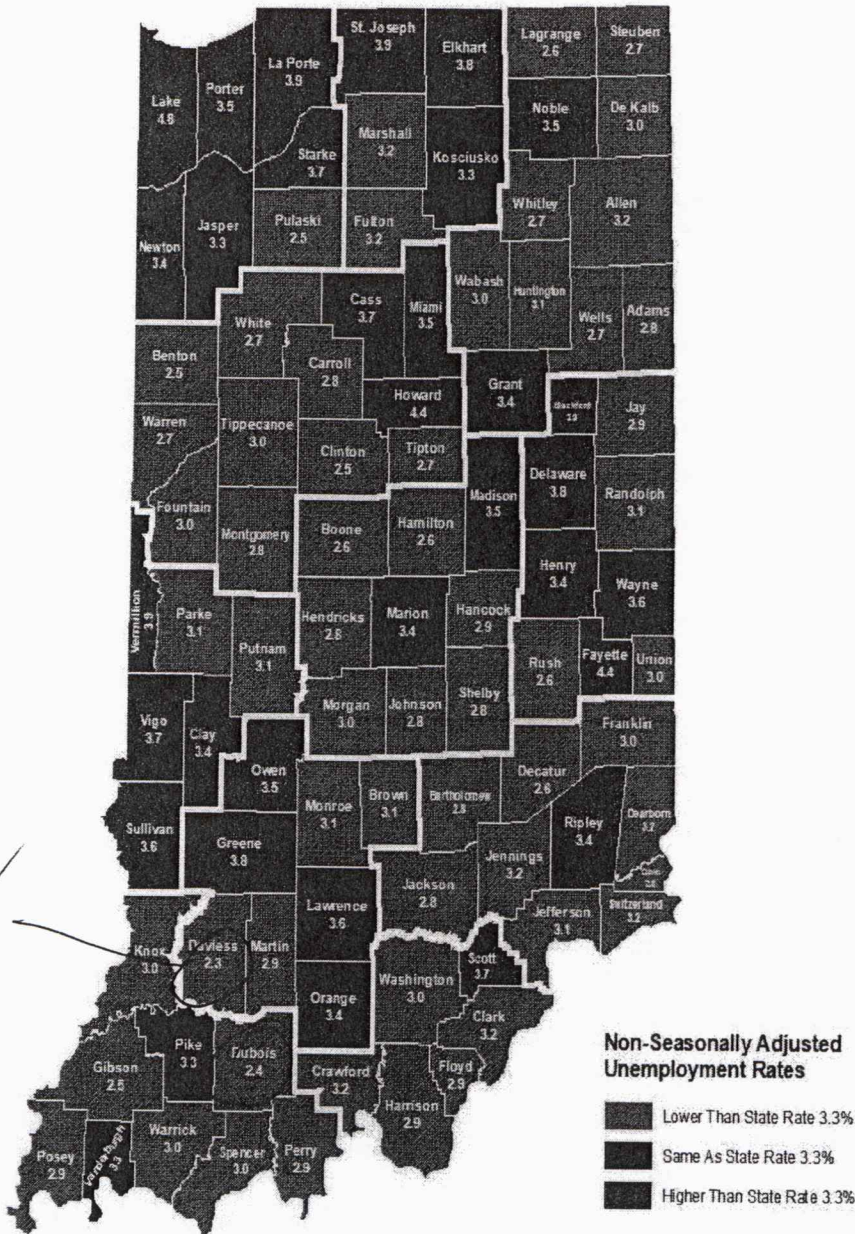 St. Joseph
3.9
Elkhart
3.8
Lagrange
2.6
Steuben
2.7
La Porte
3.9
Porter
3.5
Lake
4.8
Noble
3.5
De Kalb
3.0
Marshall
3.2
Kosciusko
3.3
Starke
3.7
Whitley
2.7
Allen
3.2
Jasper
3.3
Pulaski
2.5
Fulton
3.2
Newton
3.4
Wabash
3.0
Huntington
3.1
Cass
3.7
Miami
3.5
Wells
2.7
Adams
2.8
White
2.7
Benton
2.5
Carroll
2.8
Grant
3.4
Howard
4.4
Jay
2.9
Warren
2.7
Tippecanoe
3.0
Clinton
2.5
Tipton
2.7
Delaware
3.8
Madison
3.5
Randolph
3.1
Fountain
3.0
Montgomery
2.8
Boone
2.6
Hamilton
2.6
Henry
3.4
Wayne
3.6
Vermillion
3.9
Parke
3.1
Hendricks
2.8
Marion
3.4
Hancock
2.9
Putnam
3.1
Rush
2.6
Fayette
4.4
Union
3.0
Morgan
3.0
Johnson
2.8
Shelby
2.8
Vigo
3.7
Clay
3.4
Franklin
3.0
Owen
3.5
Decatur
2.6
Monroe
3.1
Brown
3.1
Bartholomew
Ripley
3.4
Dearborn
3.2
Sullivan
3.6
Greene
3.8
Jennings
3.2
Jackson
2.8
Lawrence
3.6
Jefferson
3.1
Switzerland
3.2
Knox
3.0
Daviess
2.3
Martin
2.9
Scott
3.7
Washington
3.0
Orange
3.4
Clark
3.2
Pike
3.3
Dubois
2.4
Gibson
2.5
Crawford
3.2
Floyd
2.9
Harrison
2.9
Warrick
3.0
Vanderburgh
3.3
Posey
2.9
Spencer
3.0
Perry
2.9
Non-Seasonally Adjusted
Unemployment Rates
Lower Than State Rate 3.3%
Same As State Rate 3.3%
Higher Than State Rate 3.3%